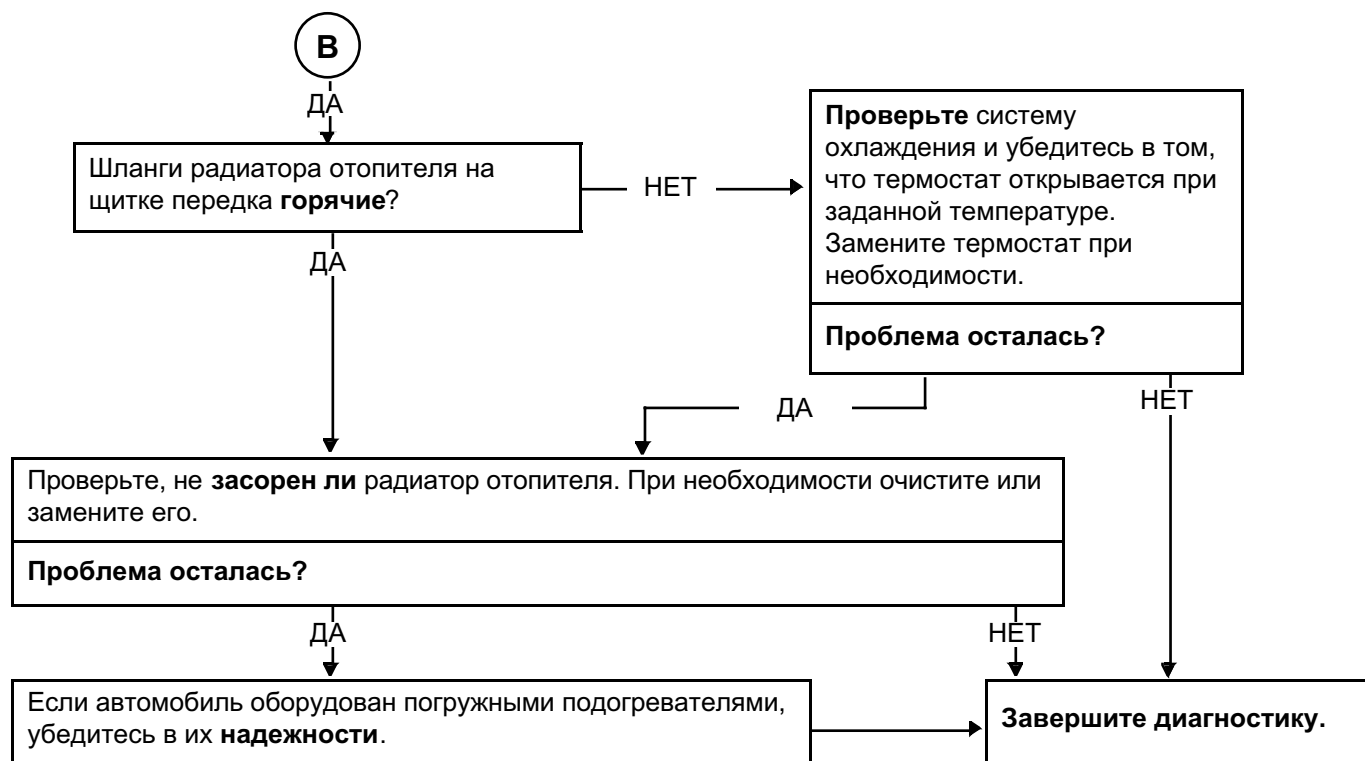 В
ДА
Шланги радиатора отопителя на
щитке передка горячие?
НЕТ
Проверьте систему
охлаждения и убедитесь в том,
что термостат открывается при
заданной температуре.
Замените термостат при
необходимости.
Проблема осталась?
ДА
ДА
НЕТ
Проверьте, не засорен ли радиатор отопителя. При необходимости очистите или
замените его.
Проблема осталась?
ДА
НЕТ
Если автомобиль оборудован погружными подогревателями,
убедитесь в их надежности.
Завершите диагностику.